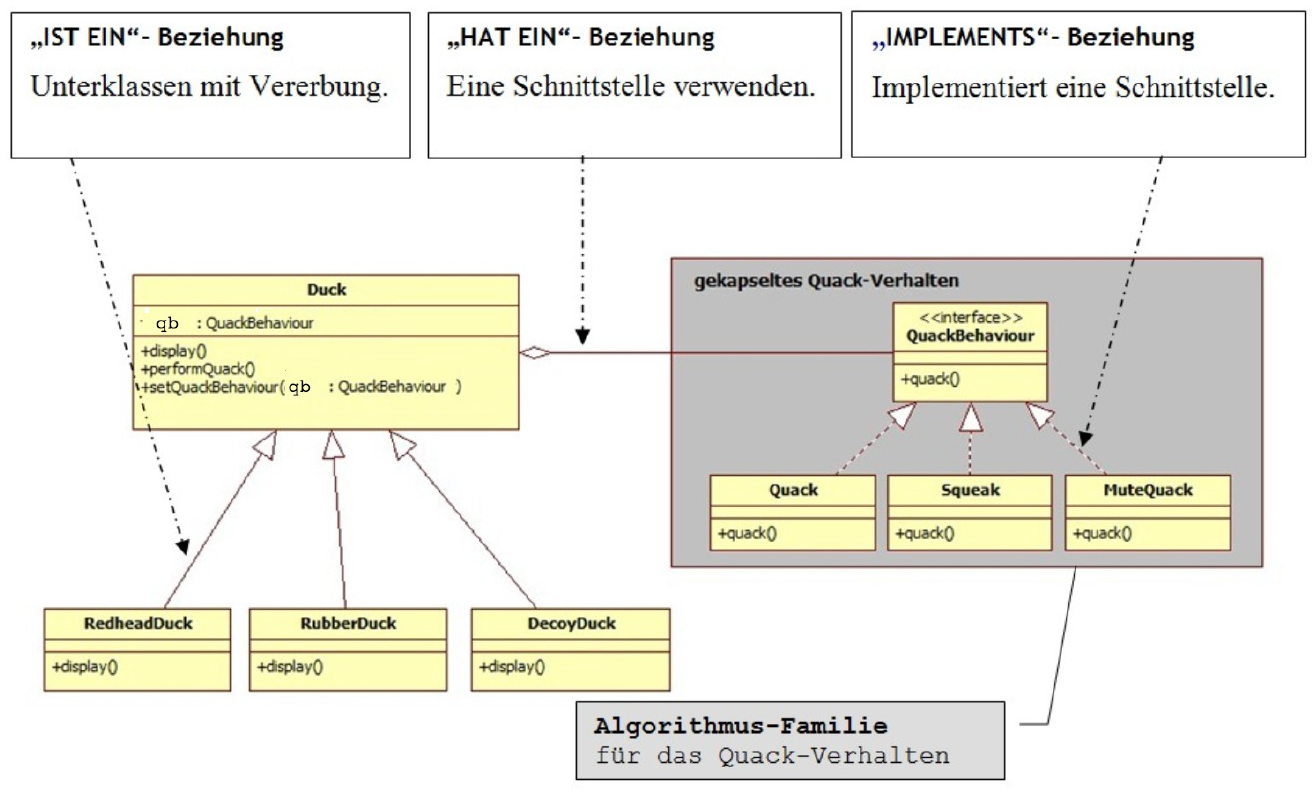 „IST EIN“- Beziehung
Unterklassen mit Vererbung.
„HAT EIN“- Beziehung
Eine Schnittstelle verwenden.
„IMPLEMENTS“- Beziehung
Implementiert eine Schnittstelle.
Duck
qb : QuackBehaviour
+display()
+performQuack()
+setQuackBehaviour( qb : QuackBehaviour )
gekapseltes Quack-Verhalten
<<interface>>
QuackBehaviour
+quack()
Quack
+quack()
Squeak
+quack()
MuteQuack
+quack()
RedheadDuck
+display()
RubberDuck
+display()
DecoyDuck
+display()
Algorithmus-Familie
für das Quack-Verhalten